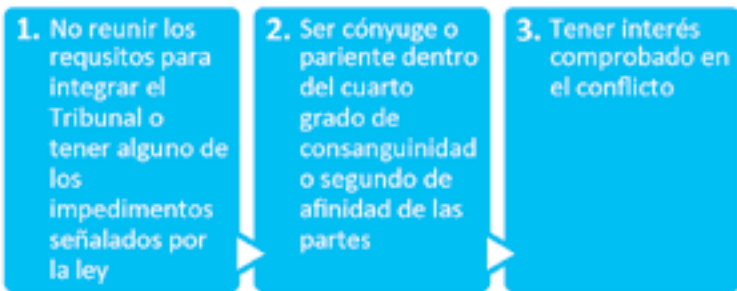 1. No reunir los
requsitos para
integrar el
Tribunal o
tener alguno de
los
impedimentos
señalados por
la ley
2. Ser cónyuge o
pariente dentro
del cuarto
grado de
consanguinidad
o segundo de
afinidad de las
partes
3. Tener interés
comprobado en
el conflicto